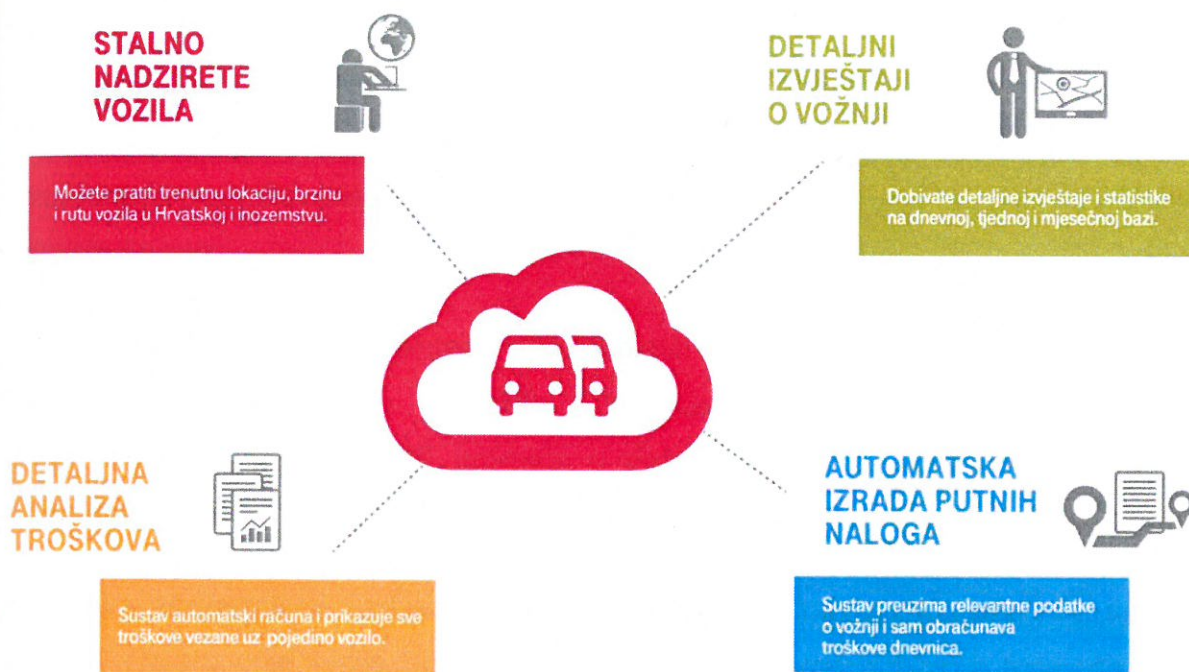 STALNO
NADZIRETE
VOZILA
Možete pratiti trenutnu lokaciju, brzinu
i rutu vozila u Hrvatskoj i inozemstvu.
DETALJNI
IZVJEŠTAJI
O VOŽNJI
Dobivate detaljne izvještaje i statistike
na dnevnoj, tjednoj i mjesečnoj bazi.
DETALJNA
ANALIZA
TROŠKOVA
Sustav automatski računa i prikazuje sve
troškove vezane uz pojedino vozilo.
AUTOMATSKA
IZRADA PUTNIH
NALOGA
Sustav preuzima relevantne podatke
o vožnji i sam obračunava
troškove dnevnica.